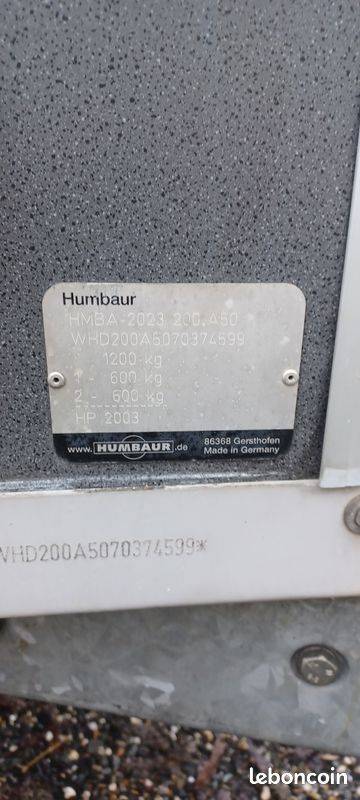 Humbaur
HMBA-2023 200.A50
WHD200A5070374599
1200 kg
1 - 600 kg
2 - 600 kg
HP 2003
www. HUMBAUR .de
86368 Gersthofen
Made in Germany
WHD200A5070374599*
leboncoin